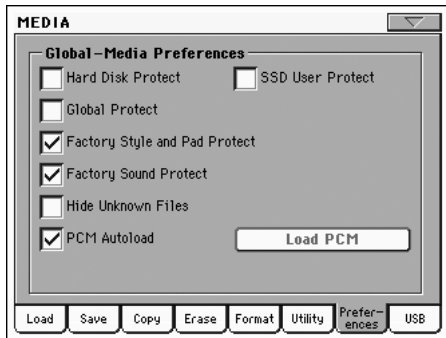 MEDIA
Global-Media Preferences
Hard Disk Protect SSD User Protect
Global Protect
Factory Style and Pad Protect
Factory Sound Protect
Hide Unknown Files
PCM Autoload Load PCM
Load Save Copy Erase Format Utility Prefer-
ences USB